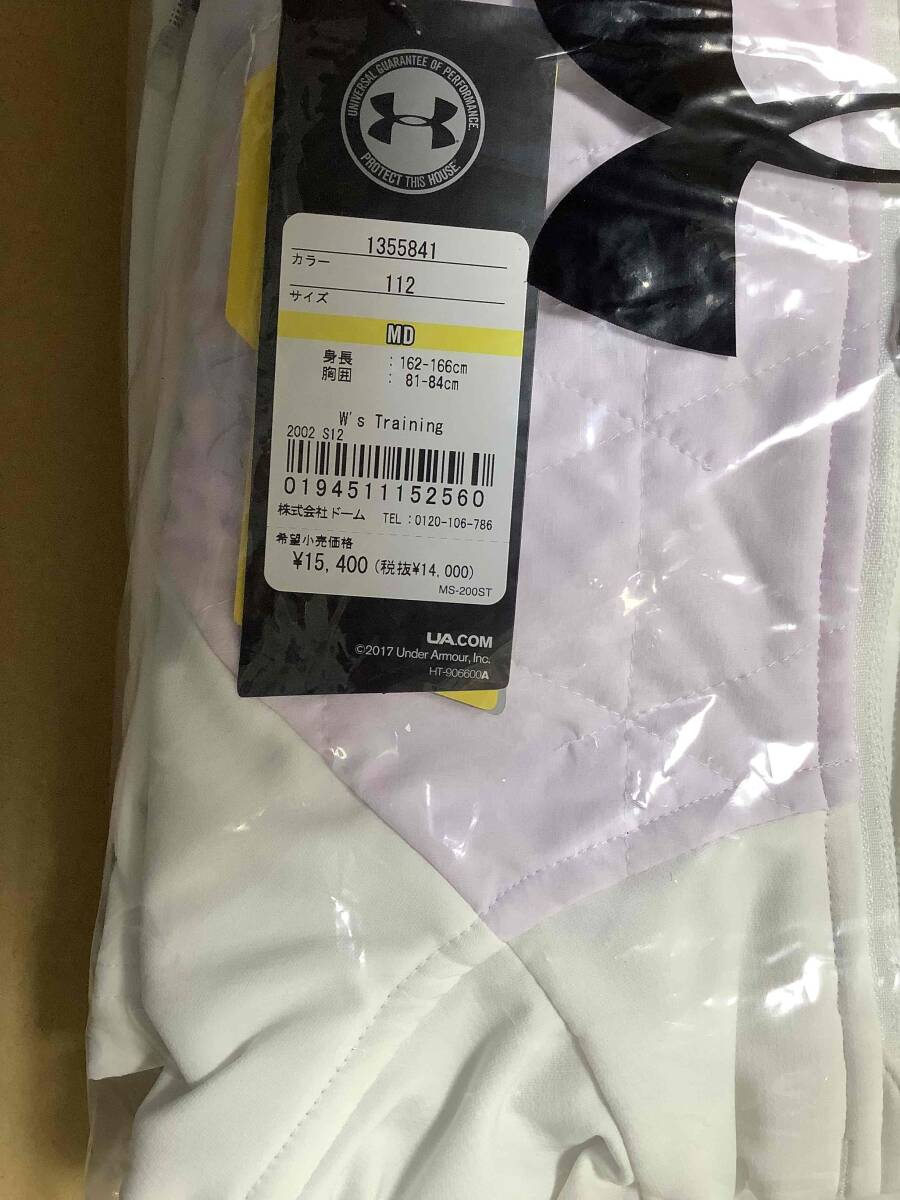 UNIVERSAL GUARANTEE OF PERFORMANCE
PROTECT THIS HOUSE
1355841
カラー
112
サイズ
MD
身長 : 162-166cm
胸囲 : 81-84cm
W's Training
2002 S12
0194511152560
株式会社ドーム TEL : 0120-106-786
希望小売価格
¥15,400 (税抜¥14,000)
MS-200ST
UA.COM
©2017 Under Armour, Inc.
HT-906600A